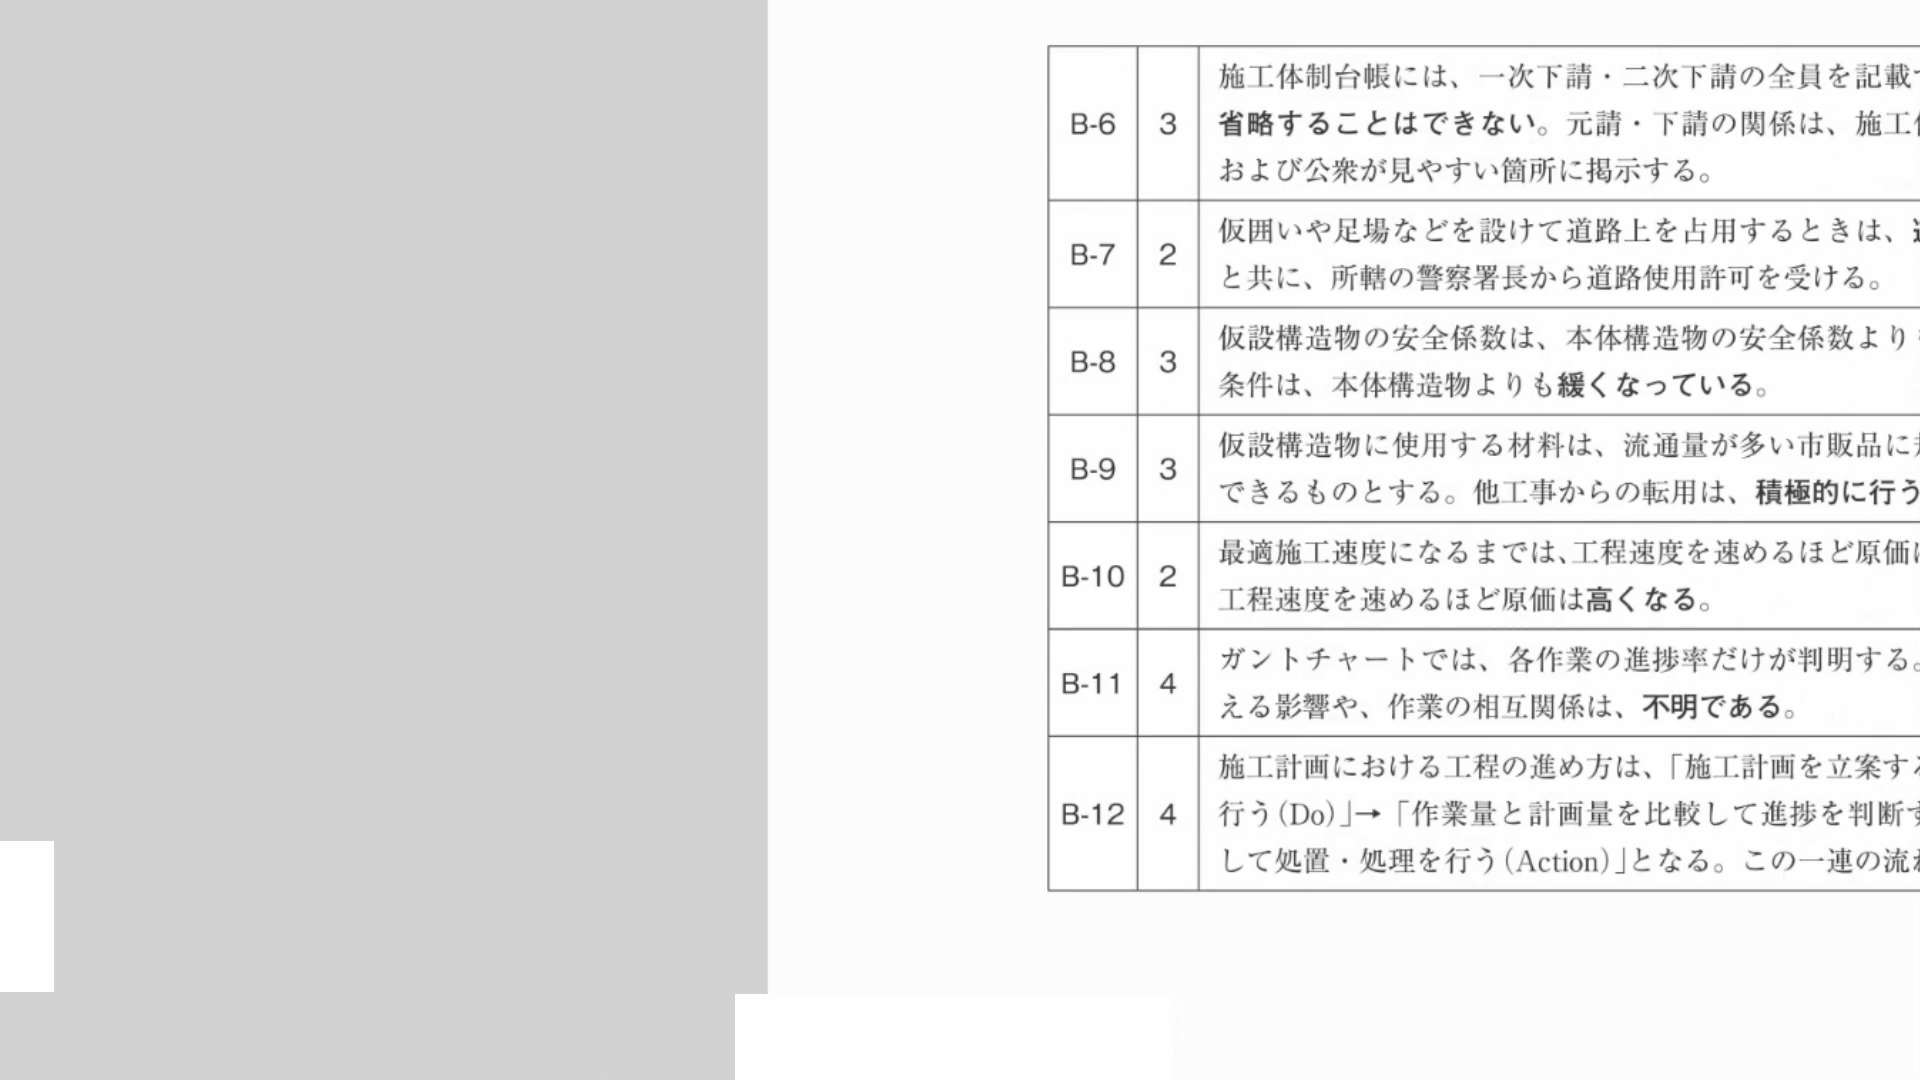 B-6 3 施工体制台帳には、一次下請・二次下請の全員を記載
省略することはできない。元請・下請の関係は、施工
および公衆が見やすい箇所に掲示する。
B-7 2 仮囲いや足場などを設けて道路上を占用するときは、
と共に、所轄の警察署長から道路使用許可を受ける。
B-8 3 仮設構造物の安全係数は、本体構造物の安全係数より
条件は、本体構造物よりも緩くなっている。
B-9 3 仮設構造物に使用する材料は、流通量が多い市販品に
できるものとする。他工事からの転用は、積極的に行う
B-10 2 最適施工速度になるまでは、工程速度を速めるほど原価
工程速度を速めるほど原価は高くなる。
B-11 4 ガントチャートでは、各作業の進捗率だけが判明する。
える影響や、作業の相互関係は、不明である。
B-12 4 施工計画における工程の進め方は、「施工計画を立案す
行う(Do)」→「作業量と計画量を比較して進捗を判断
して処置・処理を行う(Action)」となる。この一連の流